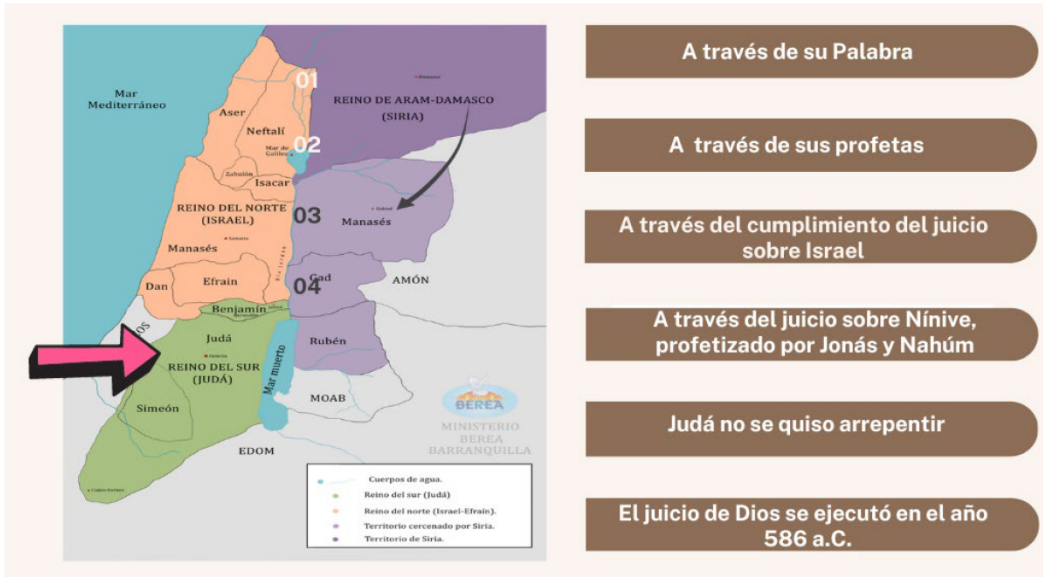 Mar
Mediterráneo
01
REINO DE ARAM-DAMASCO
(SIRIA)
Aser
Neftalí
Mar de
Galilea
02
Zabulón
Isacar
REINO DEL NORTE
(ISRAEL)
03
Manasés
Samaria
Manasés
Río Jordán
Dan
Efrain
04
Gad
AMÓN
Benjamín
OS
Judá
Rubén
REINO DEL SUR
(JUDÁ)
Mar muerto
MOAB
Simeón
EDOM
BEREA
MINISTERIO
BEREA
BARRANQUILLA
Cuerpos de agua.
Reino del sur (Judá)
Reino del norte (Israel-Efraín).
Territorio cercenado por Siria.
Territorio de Siria.
A través de su Palabra
A través de sus profetas
A través del cumplimiento del juicio
sobre Israel
A través del juicio sobre Nínive,
profetizado por Jonás y Nahúm
Judá no se quiso arrepentir
El juicio de Dios se ejecutó en el año
586 a.C.